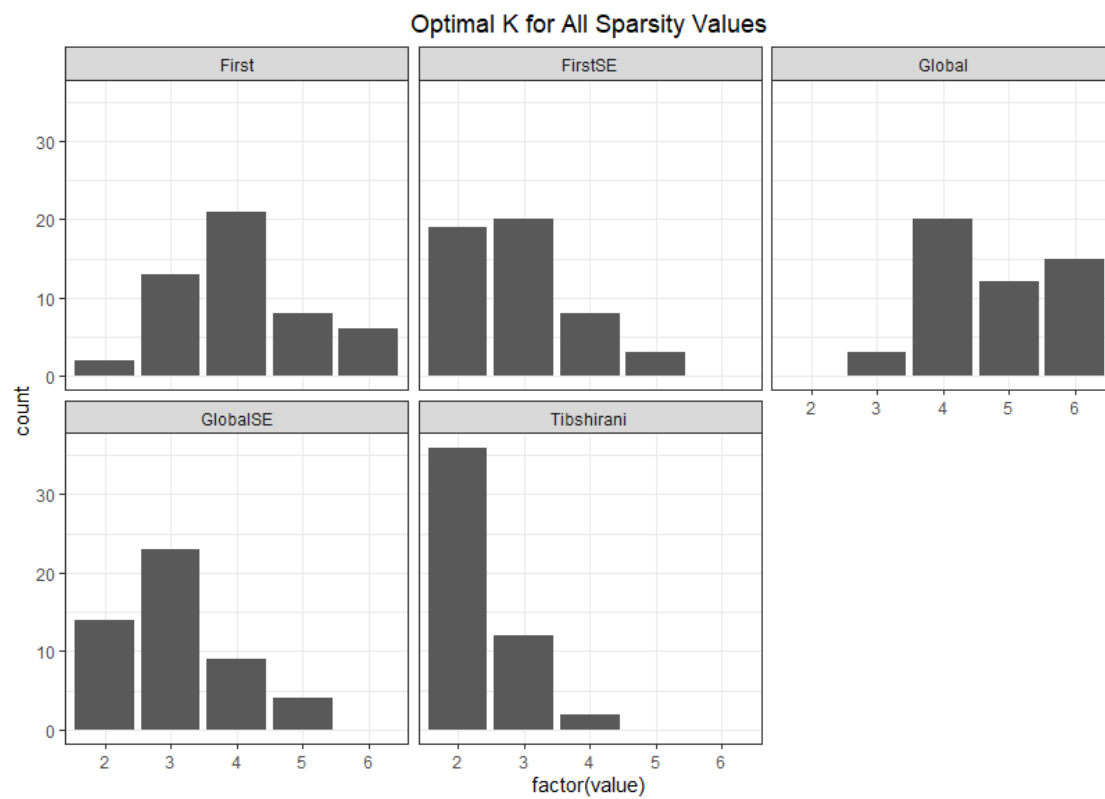 Optimal K for All Sparsity Values
First FirstSE Global
30
20
10
0
2 3 4 5 6
GlobalSE Tibshirani
30
20
10
0
2 3 4 5 6 2 3 4 5 6
count
factor(value)